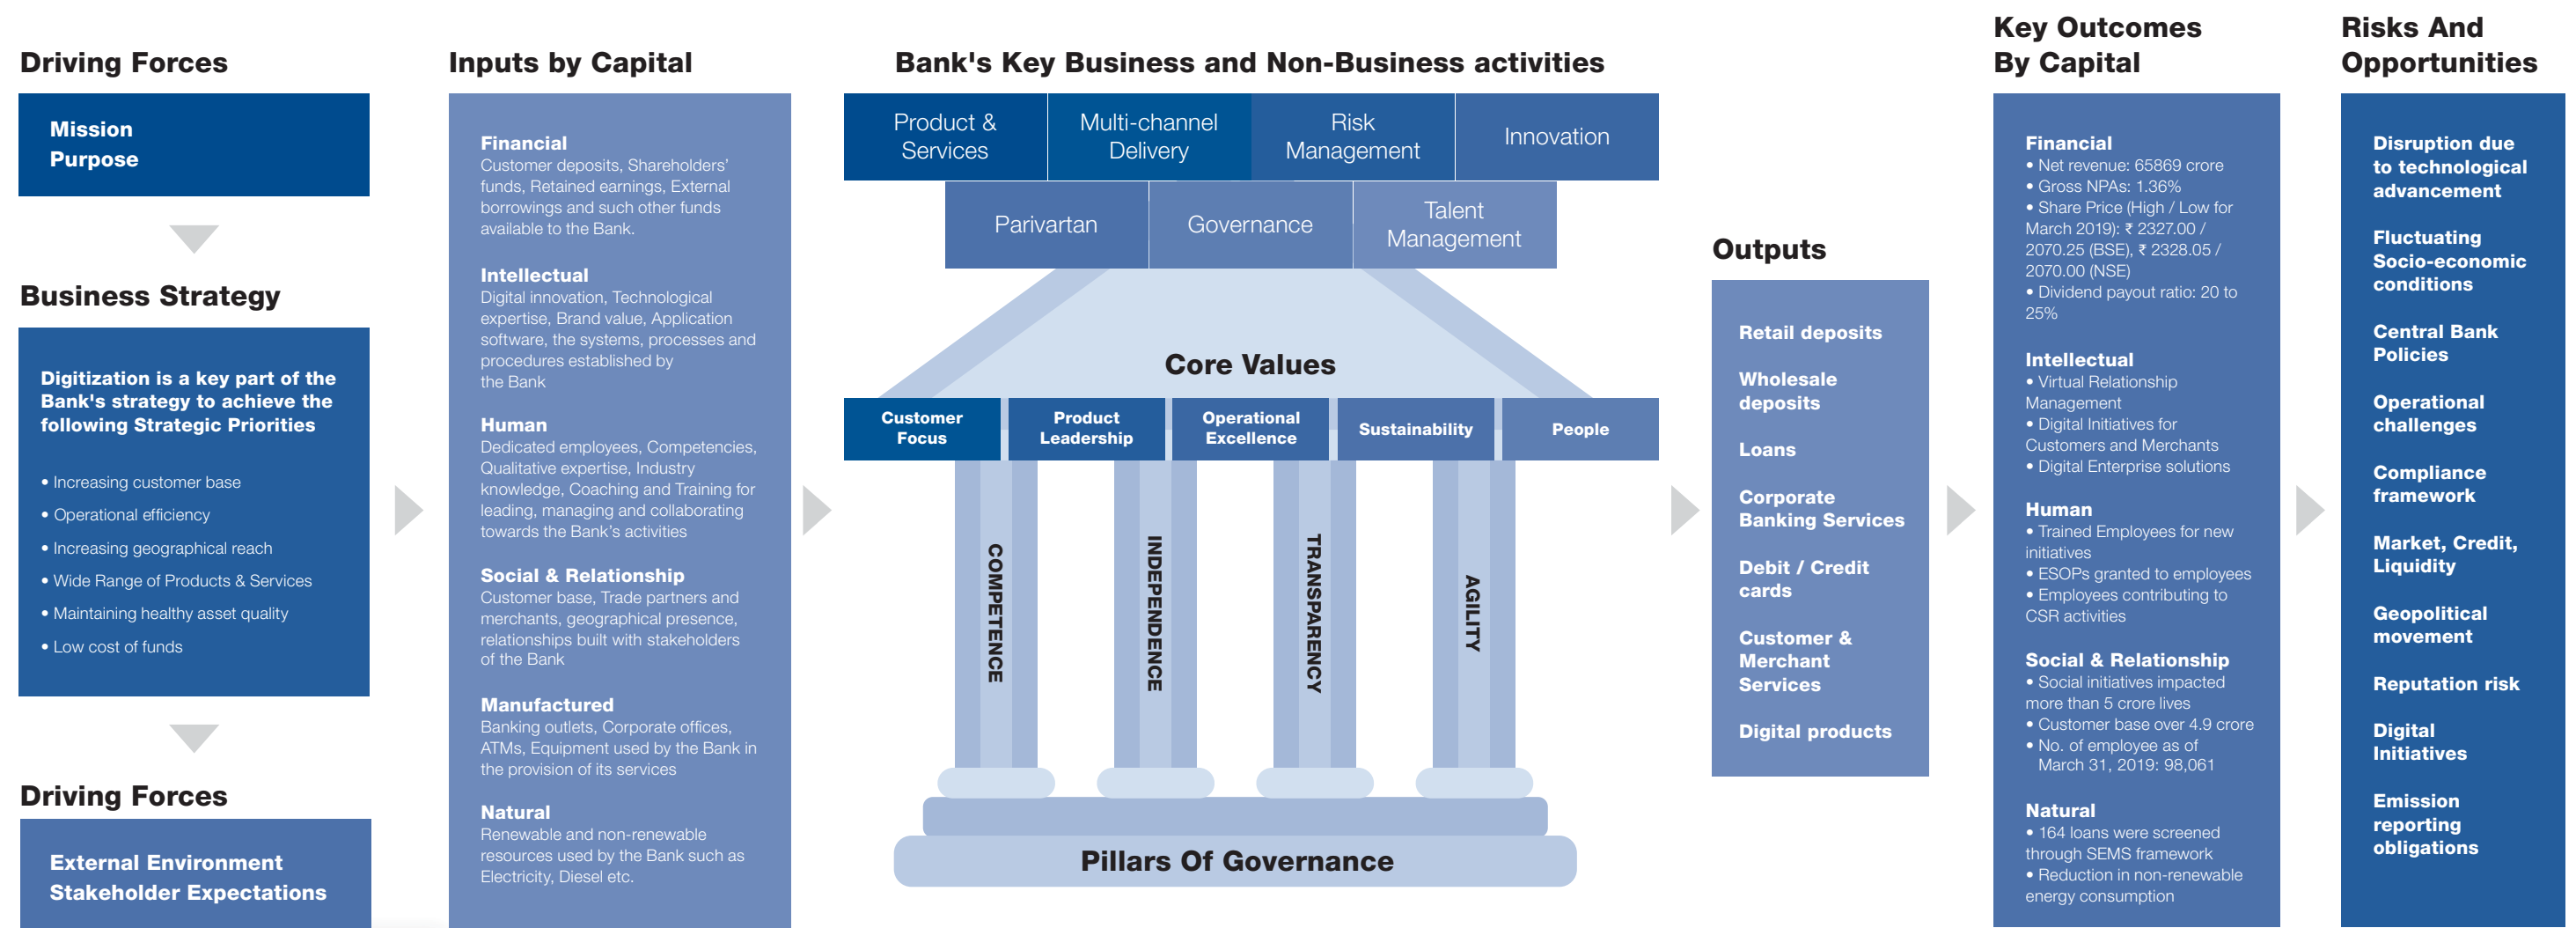 Driving Forces
Mission
Purpose
Business Strategy
Digitization is a key part of the
Bank's strategy to achieve the
following Strategic Priorities
• Increasing customer base
• Operational efficiency
• Increasing geographical reach
• Wide Range of Products & Services
• Maintaining healthy asset quality
• Low cost of funds
Driving Forces
External Environment
Stakeholder Expectations
Inputs by Capital
Financial
Customer deposits, Shareholders’
funds, Retained earnings, External
borrowings and such other funds
available to the Bank.
Intellectual
Digital innovation, Technological
expertise, Brand value, Application
software, the systems, processes and
procedures established by
the Bank
Human
Dedicated employees, Competencies,
Qualitative expertise, Industry
knowledge, Coaching and Training for
leading, managing and collaborating
towards the Bank’s activities
Social & Relationship
Customer base, Trade partners and
merchants, geographical presence,
relationships built with stakeholders
of the Bank
Manufactured
Banking outlets, Corporate offices,
ATMs, Equipment used by the Bank in
the provision of its services
Natural
Renewable and non-renewable
resources used by the Bank such as
Electricity, Diesel etc.
Bank's Key Business and Non-Business activities
Product &
Services
Multi-channel
Delivery
Risk
Management
Innovation
Parivartan
Governance
Talent
Management
Core Values
Customer
Focus
Product
Leadership
Operational
Excellence
Sustainability
People
COMPETENCE
INDEPENDENCE
TRANSPARENCY
AGILITY
Pillars Of Governance
Outputs
Retail deposits
Wholesale
deposits
Loans
Corporate
Banking Services
Debit / Credit
cards
Customer &
Merchant
Services
Digital products
Key Outcomes
By Capital
Financial
• Net revenue: 65869 crore
• Gross NPAs: 1.36%
• Share Price (High / Low for
March 2019): ₹ 2327.00 /
2070.25 (BSE), ₹ 2328.05 /
2070.00 (NSE)
• Dividend payout ratio: 20 to
25%
Intellectual
• Virtual Relationship
Management
• Digital Initiatives for
Customers and Merchants
• Digital Enterprise solutions
Human
• Trained Employees for new
initiatives
• ESOPs granted to employees
• Employees contributing to
CSR activities
Social & Relationship
• Social initiatives impacted
more than 5 crore lives
• Customer base over 4.9 crore
• No. of employee as of
March 31, 2019: 98,061
Natural
• 164 loans were screened
through SEMS framework
• Reduction in non-renewable
energy consumption
Risks And
Opportunities
Disruption due
to technological
advancement
Fluctuating
Socio-economic
conditions
Central Bank
Policies
Operational
challenges
Compliance
framework
Market, Credit,
Liquidity
Geopolitical
movement
Reputation risk
Digital
Initiatives
Emission
reporting
obligations